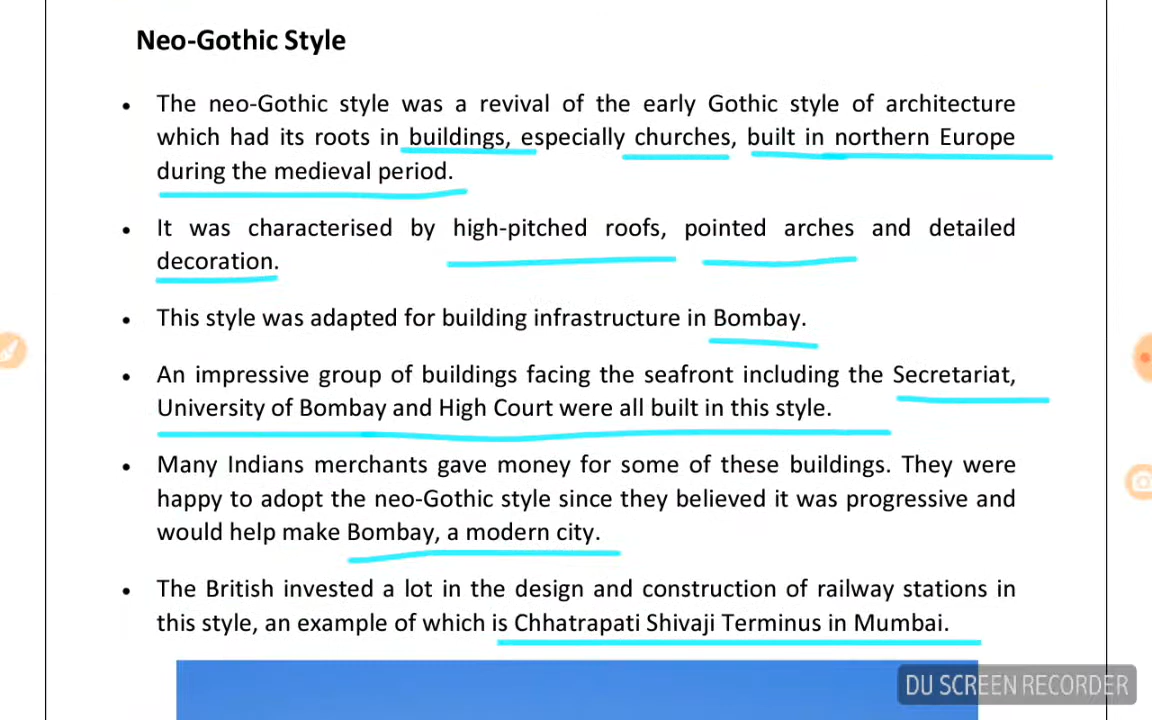 Neo-Gothic Style
• The neo-Gothic style was a revival of the early Gothic style of architecture
which had its roots in buildings, especially churches, built in northern Europe
during the medieval period.
• It was characterised by high-pitched roofs, pointed arches and detailed
decoration.
• This style was adapted for building infrastructure in Bombay.
• An impressive group of buildings facing the seafront including the Secretariat,
University of Bombay and High Court were all built in this style.
• Many Indians merchants gave money for some of these buildings. They were
happy to adopt the neo-Gothic style since they believed it was progressive and
would help make Bombay, a modern city.
• The British invested a lot in the design and construction of railway stations in
this style, an example of which is Chhatrapati Shivaji Terminus in Mumbai.
DU SCREEN RECORDER